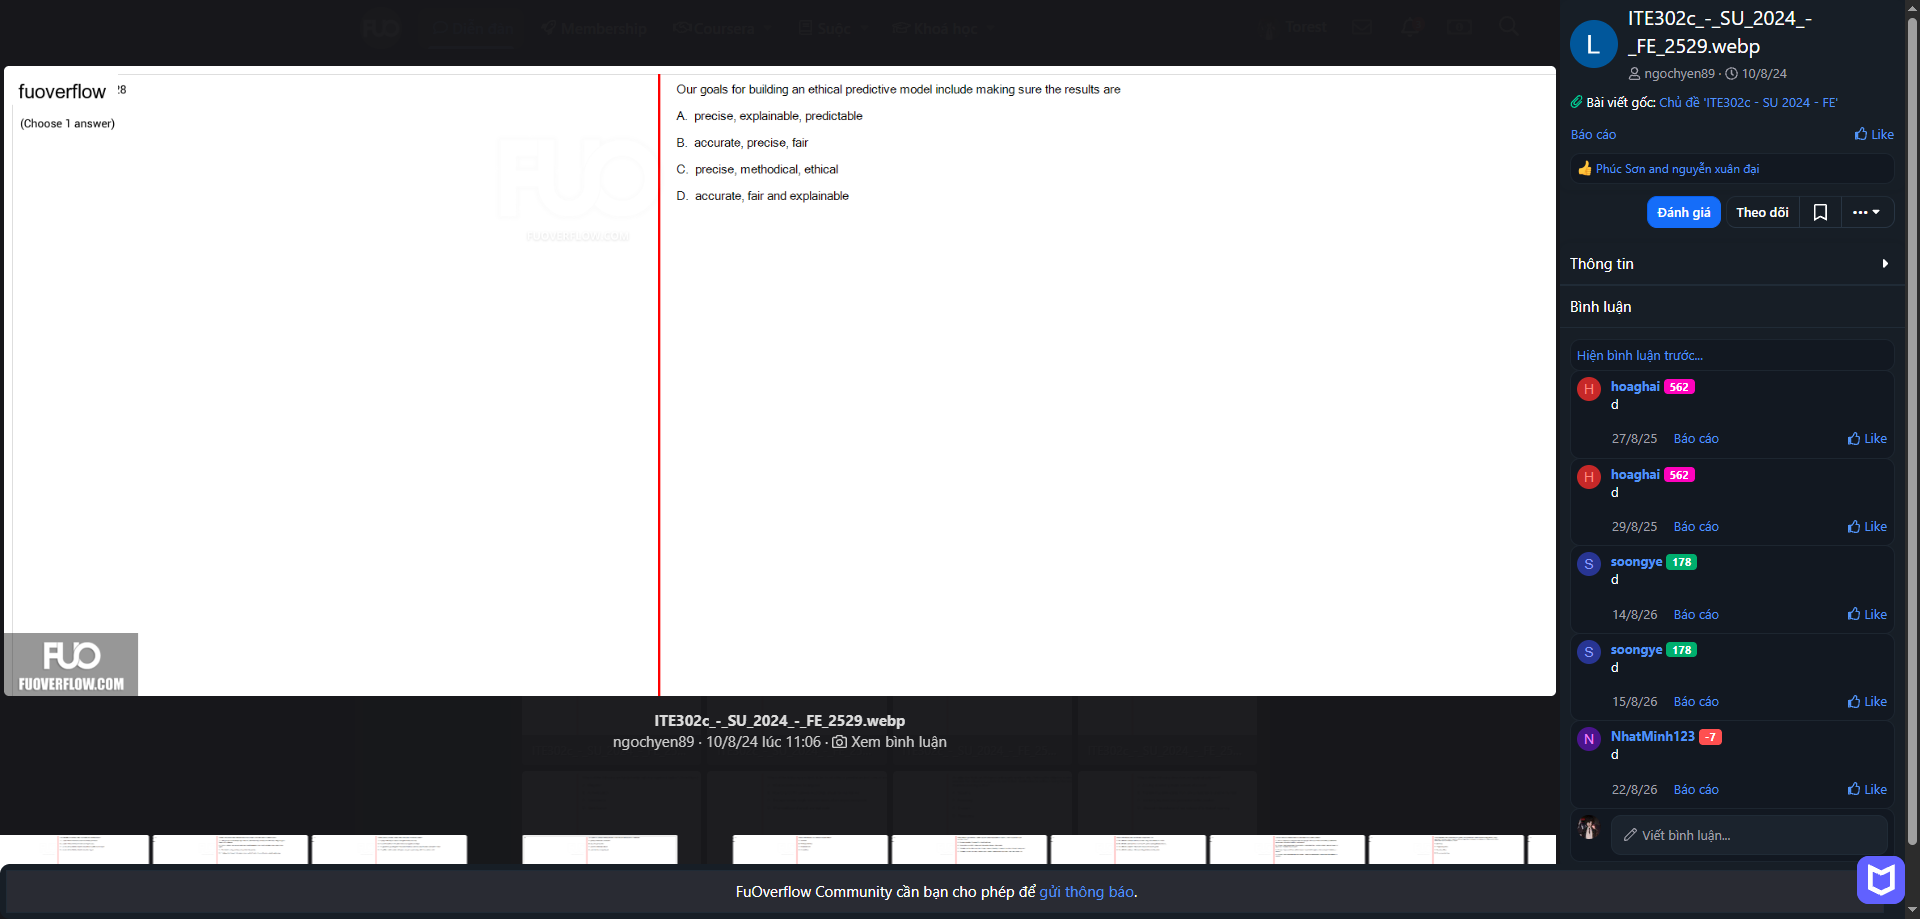 Membership
Coursera
Torest
fuoverflow
28
(Choose 1 answer)
Our goals for building an ethical predictive model include making sure the results are
A. precise, explainable, predictable
B. accurate, precise, fair
C. precise, methodical, ethical
D. accurate, fair and explainable
FUO
FUOVERFLOW.COM
FUO
FUOVERFLOW.COM
ITE302c_-_SU_2024_-_FE_2529.webp
ngochyen89 · 10/8/24 lúc 11:06 · Xem bình luận
L
ITE302c_-_SU_2024_-
_FE_2529.webp
ngochyen89 · 10/8/24
Bài viết gốc: Chủ đề 'ITE302c - SU 2024 - FE'
Báo cáo
Like
Phúc Sơn and nguyễn xuân đại
Đánh giá
Theo dõi
Thông tin
Bình luận
Hiện bình luận trước...
H
hoaghai 562
d
27/8/25 Báo cáo Like
H
hoaghai 562
d
29/8/25 Báo cáo Like
S
soongye 178
d
14/8/26 Báo cáo Like
S
soongye 178
d
15/8/26 Báo cáo Like
N
NhatMinh123 -7
d
22/8/26 Báo cáo Like
Viết bình luận...
FuOverflow Community cần bạn cho phép để gửi thông báo.